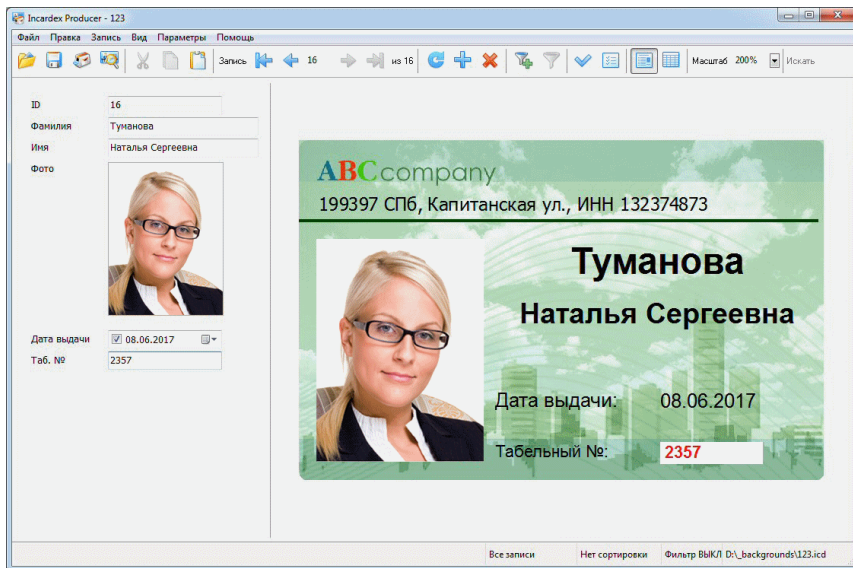 Incardex Producer - 123
Файл Правка Запись Вид Параметры Помощь
Запись 16 из 16 Масштаб 200% Искать
ID 16
Фамилия Туманова
Имя Наталья Сергеевна
Фото
Дата выдачи 08.06.2017
Таб. № 2357
ABCcompany
199397 СПб, Капитанская ул., ИНН 132374873
Туманова
Наталья Сергеевна
Дата выдачи: 08.06.2017
Табельный №: 2357
Все записи Нет сортировки Фильтр ВЫКЛ D:\_backgrounds\123.icd